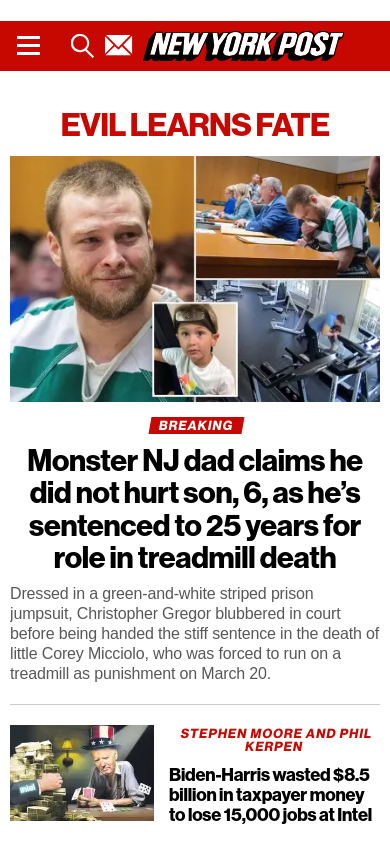 NEW YORK POST
EVIL LEARNS FATE
BREAKING
Monster NJ dad claims he
did not hurt son, 6, as he’s
sentenced to 25 years for
role in treadmill death
Dressed in a green-and-white striped prison
jumpsuit, Christopher Gregor blubbered in court
before being handed the stiff sentence in the death of
little Corey Micciolo, who was forced to run on a
treadmill as punishment on March 20.
STEPHEN MOORE AND PHIL
KERPEN
Biden-Harris wasted $8.5
billion in taxpayer money
to lose 15,000 jobs at Intel